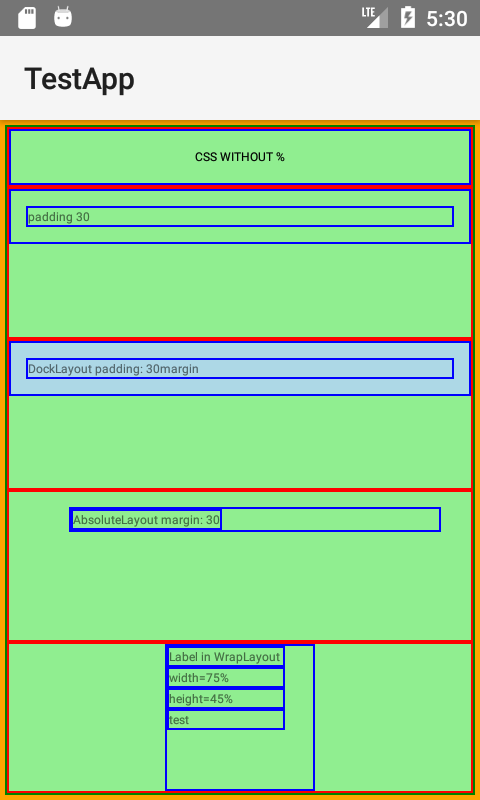 LTE 5:30
TestApp
CSS WITHOUT %
padding 30
DockLayout padding: 30margin
AbsoluteLayout margin: 30
Label in WrapLayout
width=75%
height=45%
test